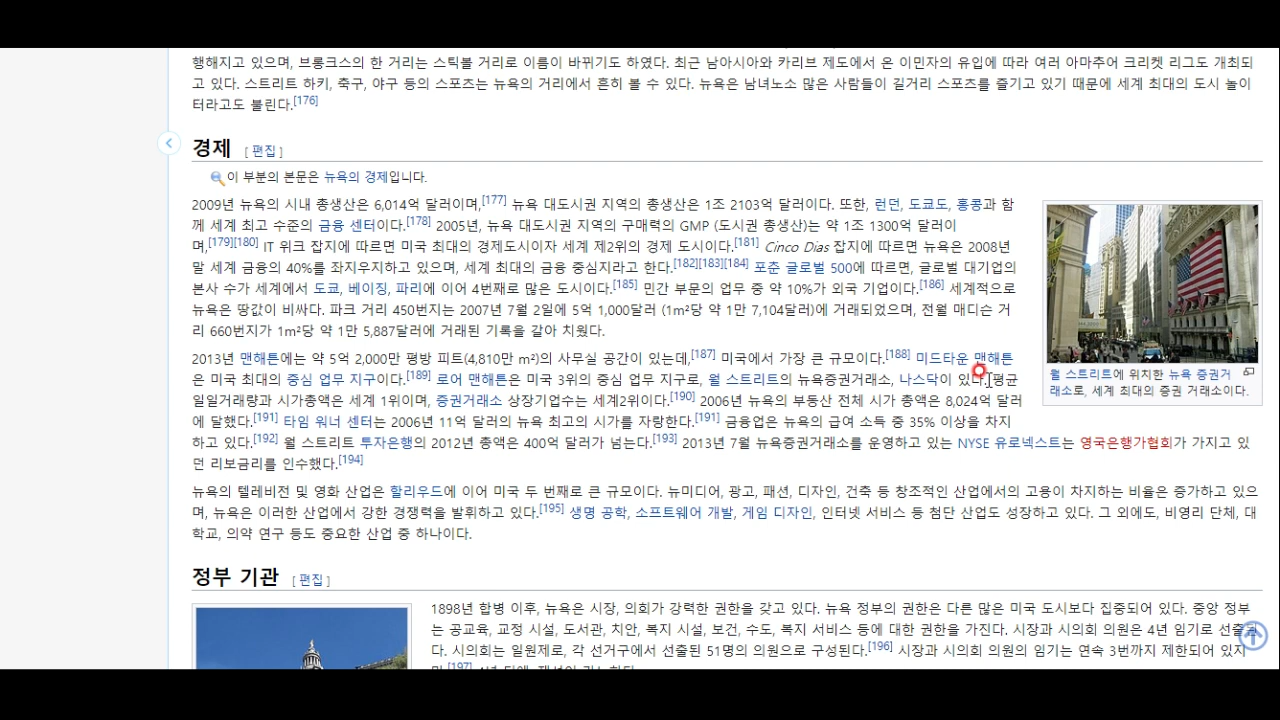 행해지고 있으며, 브롱크스의 한 거리는 스틱볼 거리로 이름이 바뀌기도 하였다. 최근 남아시아와 카리브 제도에서 온 이민자의 유입에 따라 여러 아마추어 크리켓 리그도 개최되
고 있다. 스트리트 하키, 축구, 야구 등의 스포츠는 뉴욕의 거리에서 흔히 볼 수 있다. 뉴욕은 남녀노소 많은 사람들이 길거리 스포츠를 즐기고 있기 때문에 세계 최대의 도시 놀이
터라고도 불린다.[176]
경제 [ 편집 ]
이 부분의 본문은 뉴욕의 경제입니다.
2009년 뉴욕의 시내 총생산은 6,014억 달러이며,[177] 뉴욕 대도시권 지역의 총생산은 1조 2103억 달러이다. 또한, 런던, 도쿄도, 홍콩과 함
께 세계 최고 수준의 금융 센터이다.[178] 2005년, 뉴욕 대도시권 지역의 구매력의 GMP (도시권 총생산)는 약 1조 1300억 달러이
며,[179][180] IT 위크 잡지에 따르면 미국 최대의 경제도시이자 세계 제2위의 경제 도시이다.[181] Cinco Dias 잡지에 따르면 뉴욕은 2008년
말 세계 금융의 40%를 좌지우지하고 있으며, 세계 최대의 금융 중심지라고 한다.[182][183][184] 포춘 글로벌 500에 따르면, 글로벌 대기업의
본사 수가 세계에서 도쿄, 베이징, 파리에 이어 4번째로 많은 도시이다.[185] 민간 부문의 업무 중 약 10%가 외국 기업이다.[186] 세계적으로
뉴욕은 땅값이 비싸다. 파크 거리 450번지는 2007년 7월 2일에 5억 1,000달러 (1m²당 약 1만 7,104달러)에 거래되었으며, 전월 매디슨 거
리 660번지가 1m²당 약 1만 5,887달러에 거래된 기록을 갈아 치웠다.
2013년 맨해튼에는 약 5억 2,000만 평방 피트(4,810만 m²)의 사무실 공간이 있는데,[187] 미국에서 가장 큰 규모이다.[188] 미드타운 맨해튼
은 미국 최대의 중심 업무 지구이다.[189] 로어 맨해튼은 미국 3위의 중심 업무 지구로, 월 스트리트의 뉴욕증권거래소, 나스닥이 있다. 평균
일일거래량과 시가총액은 세계 1위이며, 증권거래소 상장기업수는 세계2위이다.[190] 2006년 뉴욕의 부동산 전체 시가 총액은 8,024억 달러
에 달했다.[191] 타임 워너 센터는 2006년 11억 달러의 뉴욕 최고의 시가를 자랑한다.[191] 금융업은 뉴욕의 급여 소득 중 35% 이상을 차지
하고 있다.[192] 월 스트리트 투자은행의 2012년 총액은 400억 달러가 넘는다.[193] 2013년 7월 뉴욕증권거래소를 운영하고 있는 NYSE 유로넥스트는 영국은행가협회가 가지고 있
던 리보금리를 인수했다.[194]
월 스트리트에 위치한 뉴욕 증권거
래소로, 세계 최대의 증권 거래소이다.
뉴욕의 텔레비전 및 영화 산업은 할리우드에 이어 미국 두 번째로 큰 규모이다. 뉴미디어, 광고, 패션, 디자인, 건축 등 창조적인 산업에서의 고용이 차지하는 비율은 증가하고 있으
며, 뉴욕은 이러한 산업에서 강한 경쟁력을 발휘하고 있다.[195] 생명 공학, 소프트웨어 개발, 게임 디자인, 인터넷 서비스 등 첨단 산업도 성장하고 있다. 그 외에도, 비영리 단체, 대
학교, 의약 연구 등도 중요한 산업 중 하나이다.
정부 기관 [ 편집 ]
1898년 합병 이후, 뉴욕은 시장, 의회가 강력한 권한을 갖고 있다. 뉴욕 정부의 권한은 다른 많은 미국 도시보다 집중되어 있다. 중앙 정부
는 공교육, 교정 시설, 도서관, 치안, 복지 시설, 보건, 수도, 복지 서비스 등에 대한 권한을 가진다. 시장과 시의회 의원은 4년 임기로 선출된
다. 시의회는 일원제로, 각 선거구에서 선출된 51명의 의원으로 구성된다.[196] 시장과 시의회 의원의 임기는 연속 3번까지 제한되어 있지
[197]